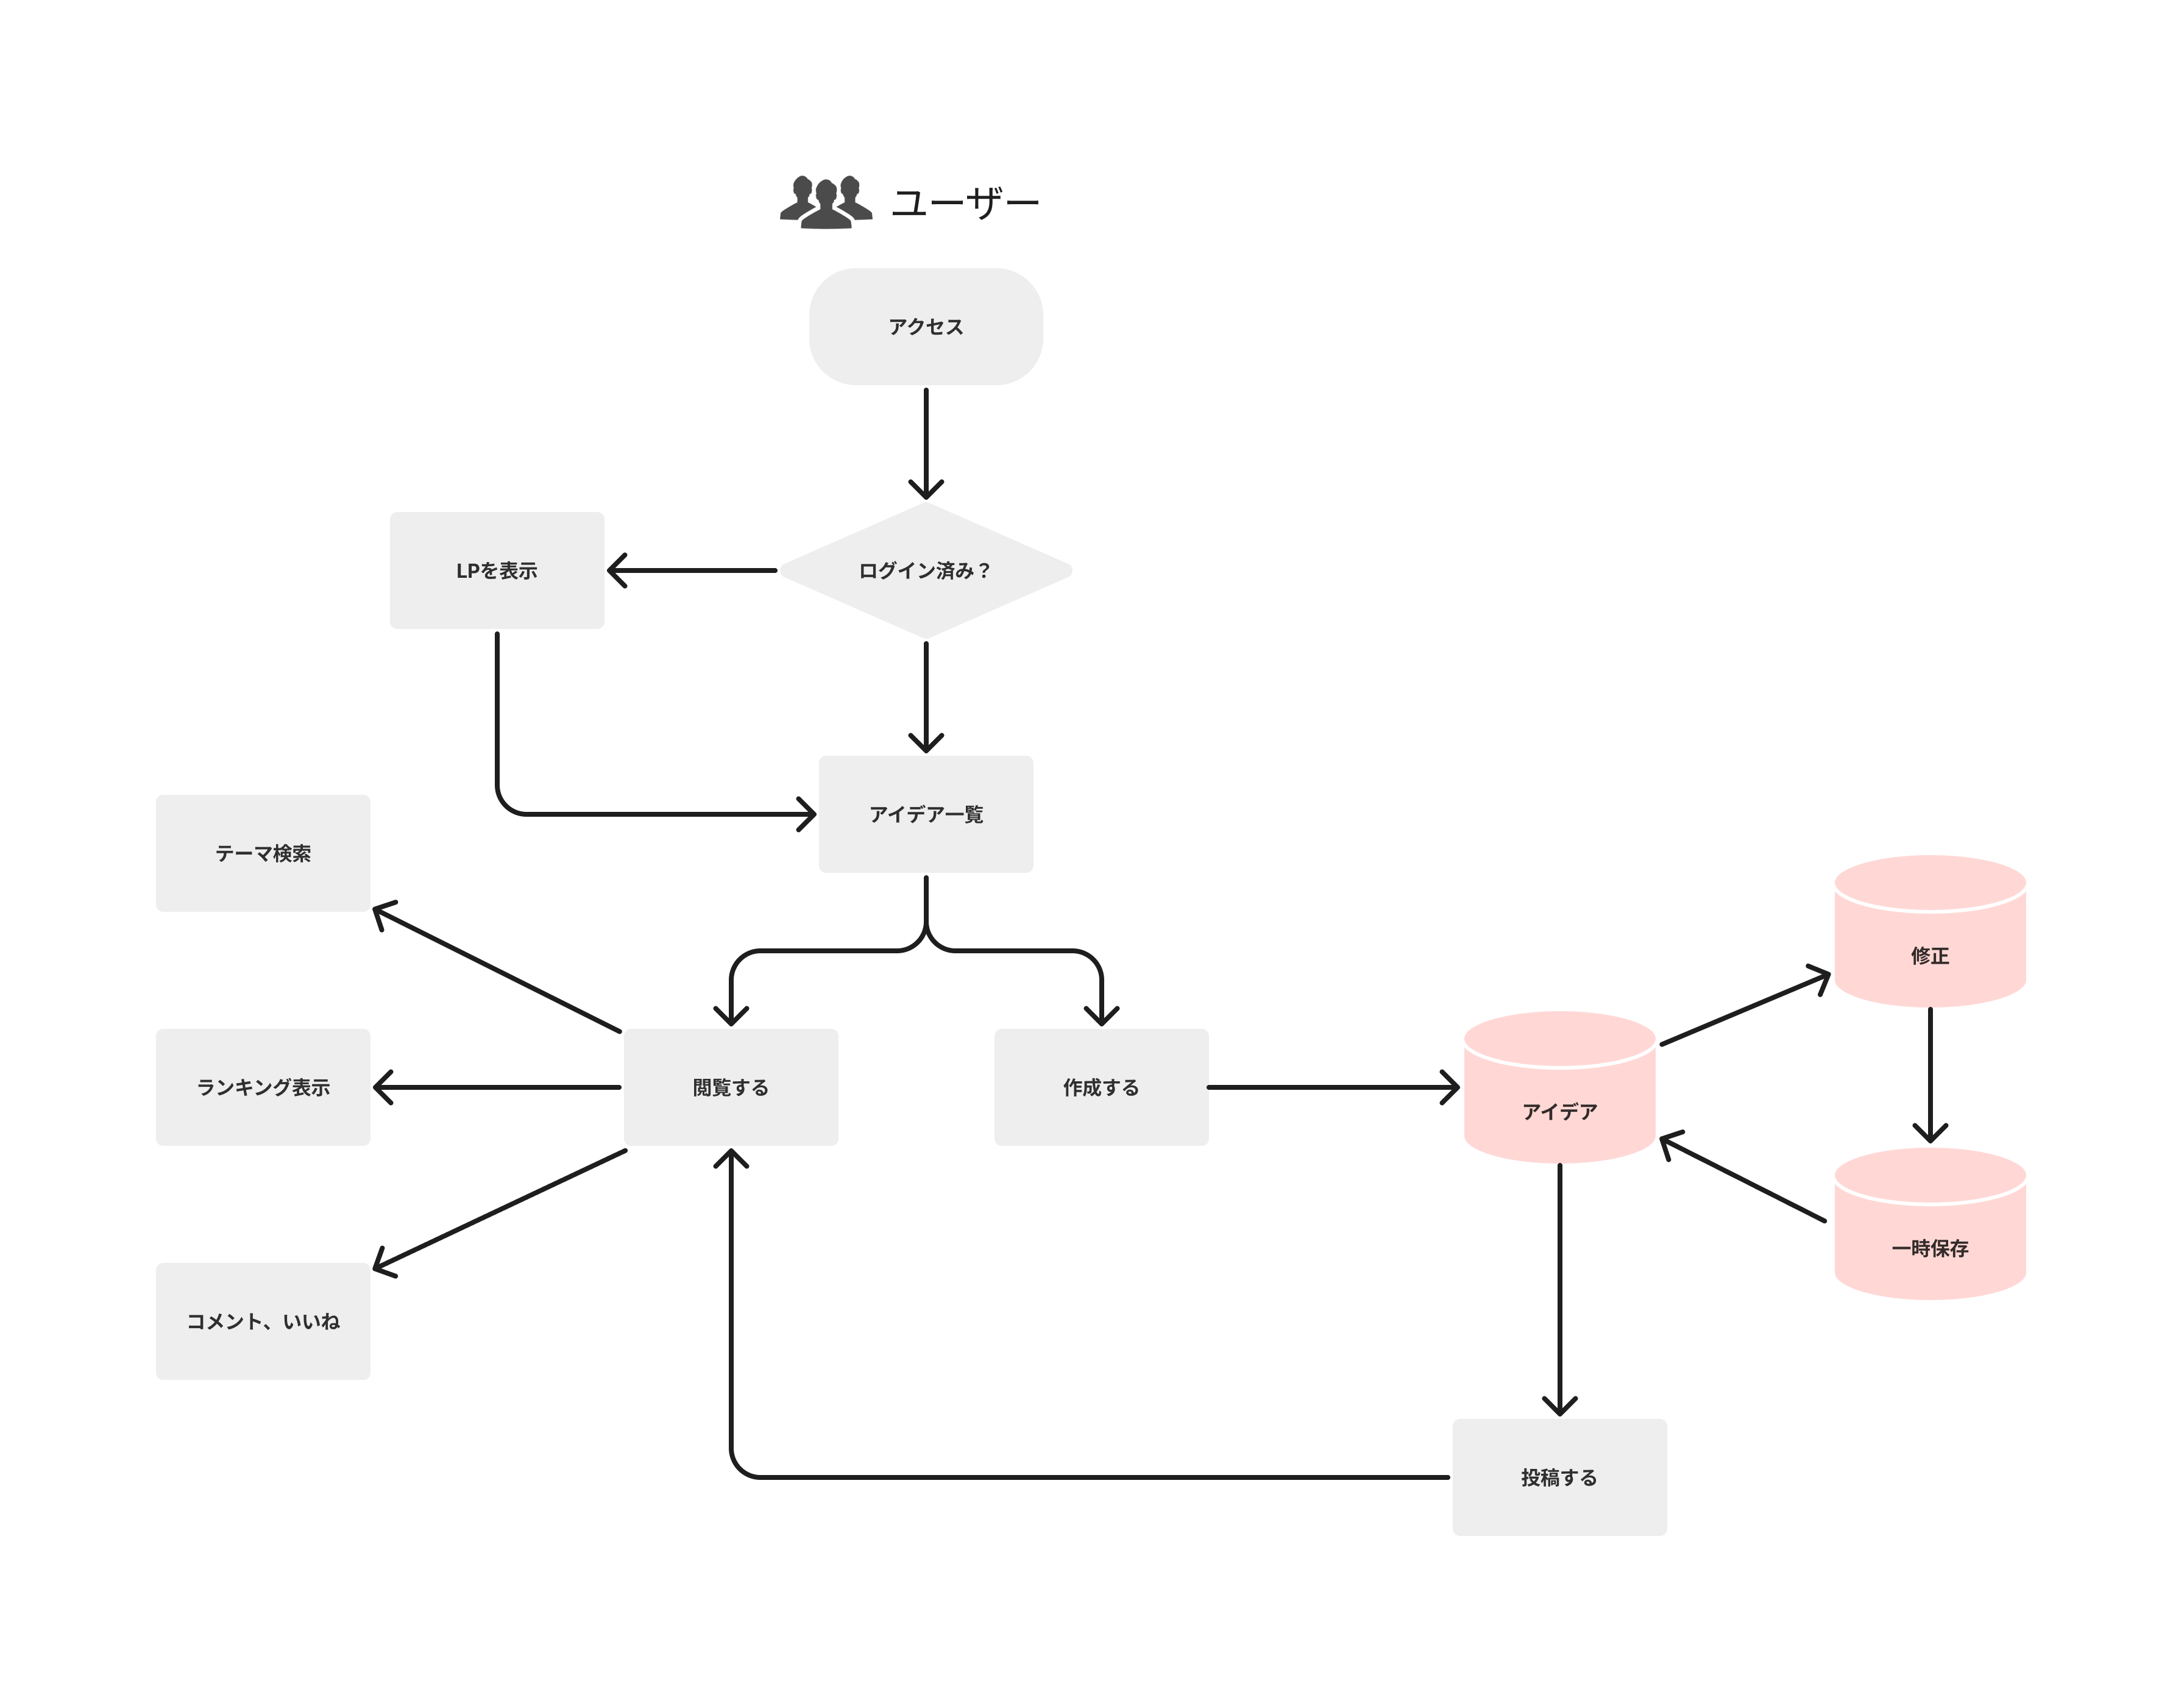 ユーザー
アクセス
LPを表示
ログイン済み？
アイデア一覧
テーマ検索
ランキング表示
コメント、いいね
閲覧する
作成する
アイデア
修正
一時保存
投稿する